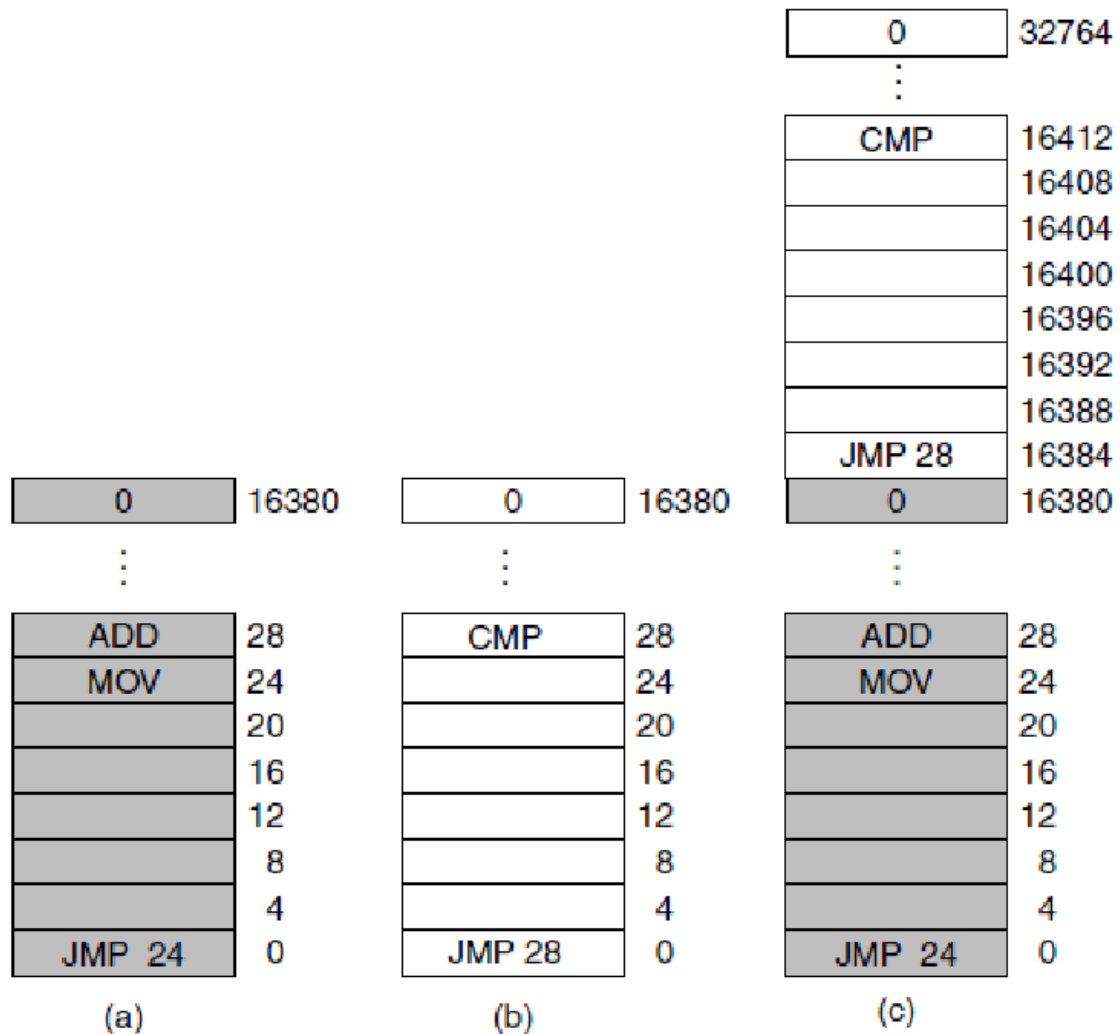 0 32764
⋮
CMP 16412
16408
16404
16400
16396
16392
16388
JMP 28 16384
0 16380 0 16380 0 16380
⋮ ⋮ ⋮
ADD 28 CMP 28 ADD 28
MOV 24 24 MOV 24
20 20 20
16 16 16
12 12 12
8 8 8
4 4 4
JMP 24 0 JMP 28 0 JMP 24 0
(a) (b) (c)